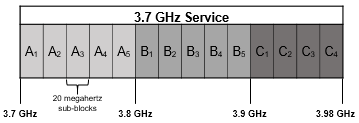 3.7 GHz Service
A1 A2 A3 A4 A5 B1 B2 B3 B4 B5 C1 C2 C3 C4
20 megahertz
sub-blocks
3.7 GHz 3.8 GHz 3.9 GHz 3.98 GHz